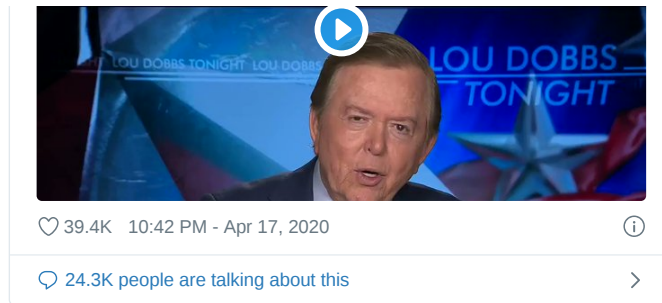 LOU DOBBS TONIGHT LOU DOBBS
LOU DOBBS
TONIGHT
39.4K 10:42 PM - Apr 17, 2020
24.3K people are talking about this